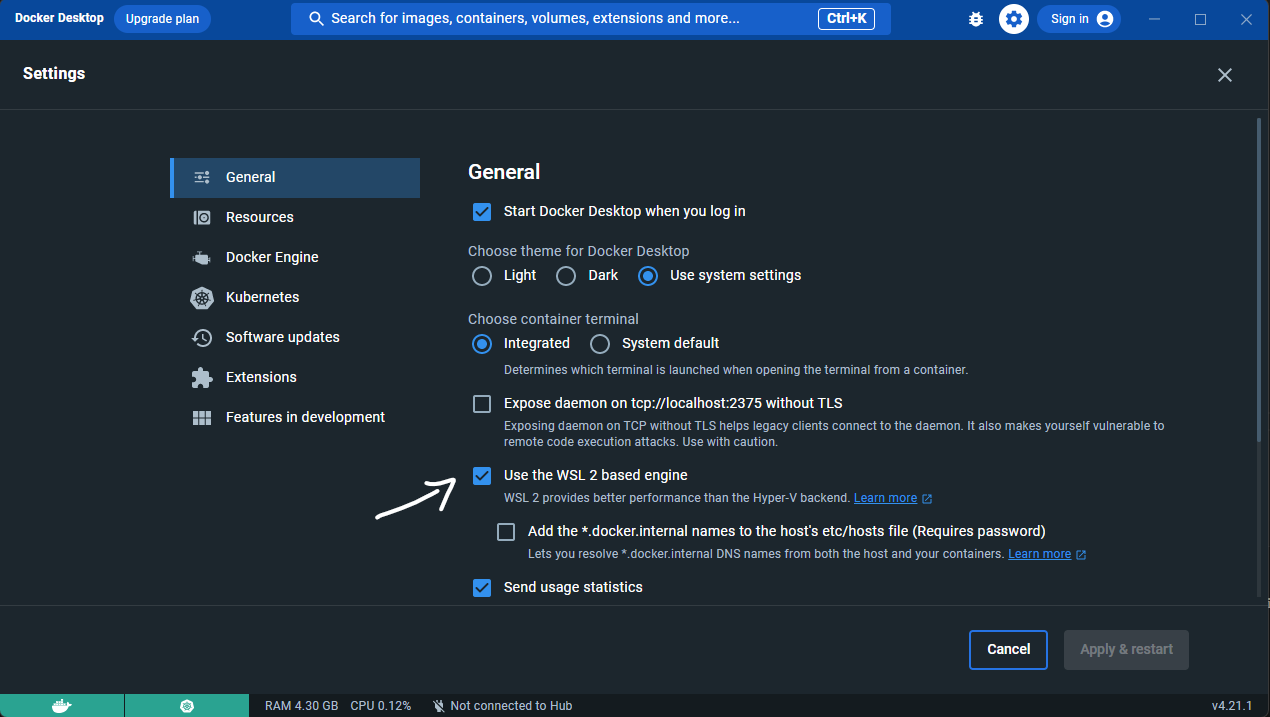 Docker Desktop
Upgrade plan
Search for images, containers, volumes, extensions and more...
Ctrl+K
Sign in
Settings
General
Resources
Docker Engine
Kubernetes
Software updates
Extensions
Features in development
General
Start Docker Desktop when you log in
Choose theme for Docker Desktop
Light
Dark
Use system settings
Choose container terminal
Integrated
System default
Determines which terminal is launched when opening the terminal from a container.
Expose daemon on tcp://localhost:2375 without TLS
Exposing daemon on TCP without TLS helps legacy clients connect to the daemon. It also makes yourself vulnerable to
remote code execution attacks. Use with caution.
Use the WSL 2 based engine
WSL 2 provides better performance than the Hyper-V backend. Learn more
Add the *.docker.internal names to the host's etc/hosts file (Requires password)
Lets you resolve *.docker.internal DNS names from both the host and your containers. Learn more
Send usage statistics
Cancel
Apply & restart
RAM 4.30 GB
CPU 0.12%
Not connected to Hub
v4.21.1